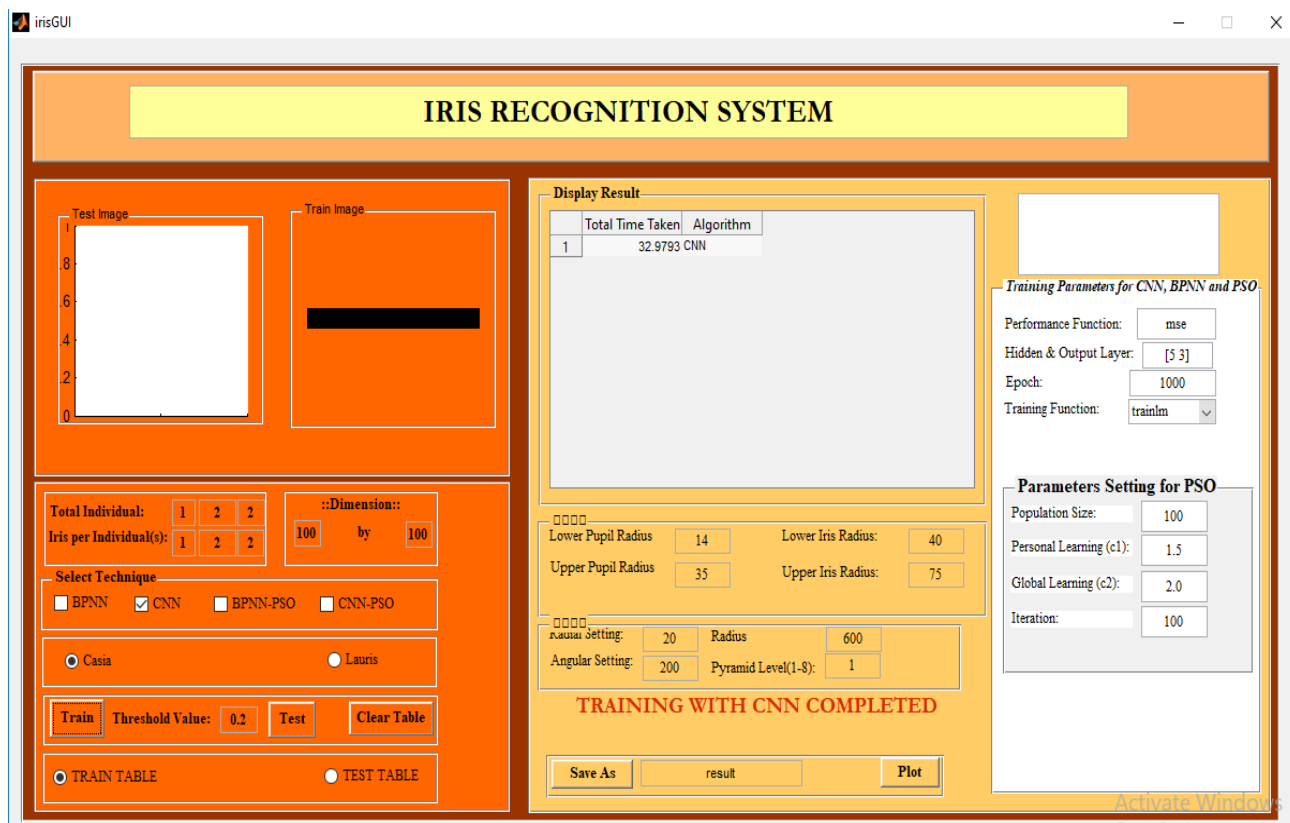 irisGUI
IRIS RECOGNITION SYSTEM
Test Image
1
.8
.6
.4
.2
0
Train Image
Total Individual: 1 2 2
Iris per Individual(s): 1 2 2
::Dimension::
100 by 100
Select Technique
BPNN CNN BPNN-PSO CNN-PSO
Casia Lauris
Train Threshold Value: 0.2 Test Clear Table
TRAIN TABLE TEST TABLE
Display Result
Total Time Taken Algorithm
1 32.9793 CNN
Lower Pupil Radius 14 Lower Iris Radius: 40
Upper Pupil Radius 35 Upper Iris Radius: 75
Radial Setting: 20 Radius 600
Angular Setting: 200 Pyramid Level(1-8): 1
TRAINING WITH CNN COMPLETED
Save As result Plot
Training Parameters for CNN, BPNN and PSO
Performance Function: mse
Hidden & Output Layer: [5 3]
Epoch: 1000
Training Function: trainlm
Parameters Setting for PSO
Population Size: 100
Personal Learning (c1): 1.5
Global Learning (c2): 2.0
Iteration: 100
Activate Windows